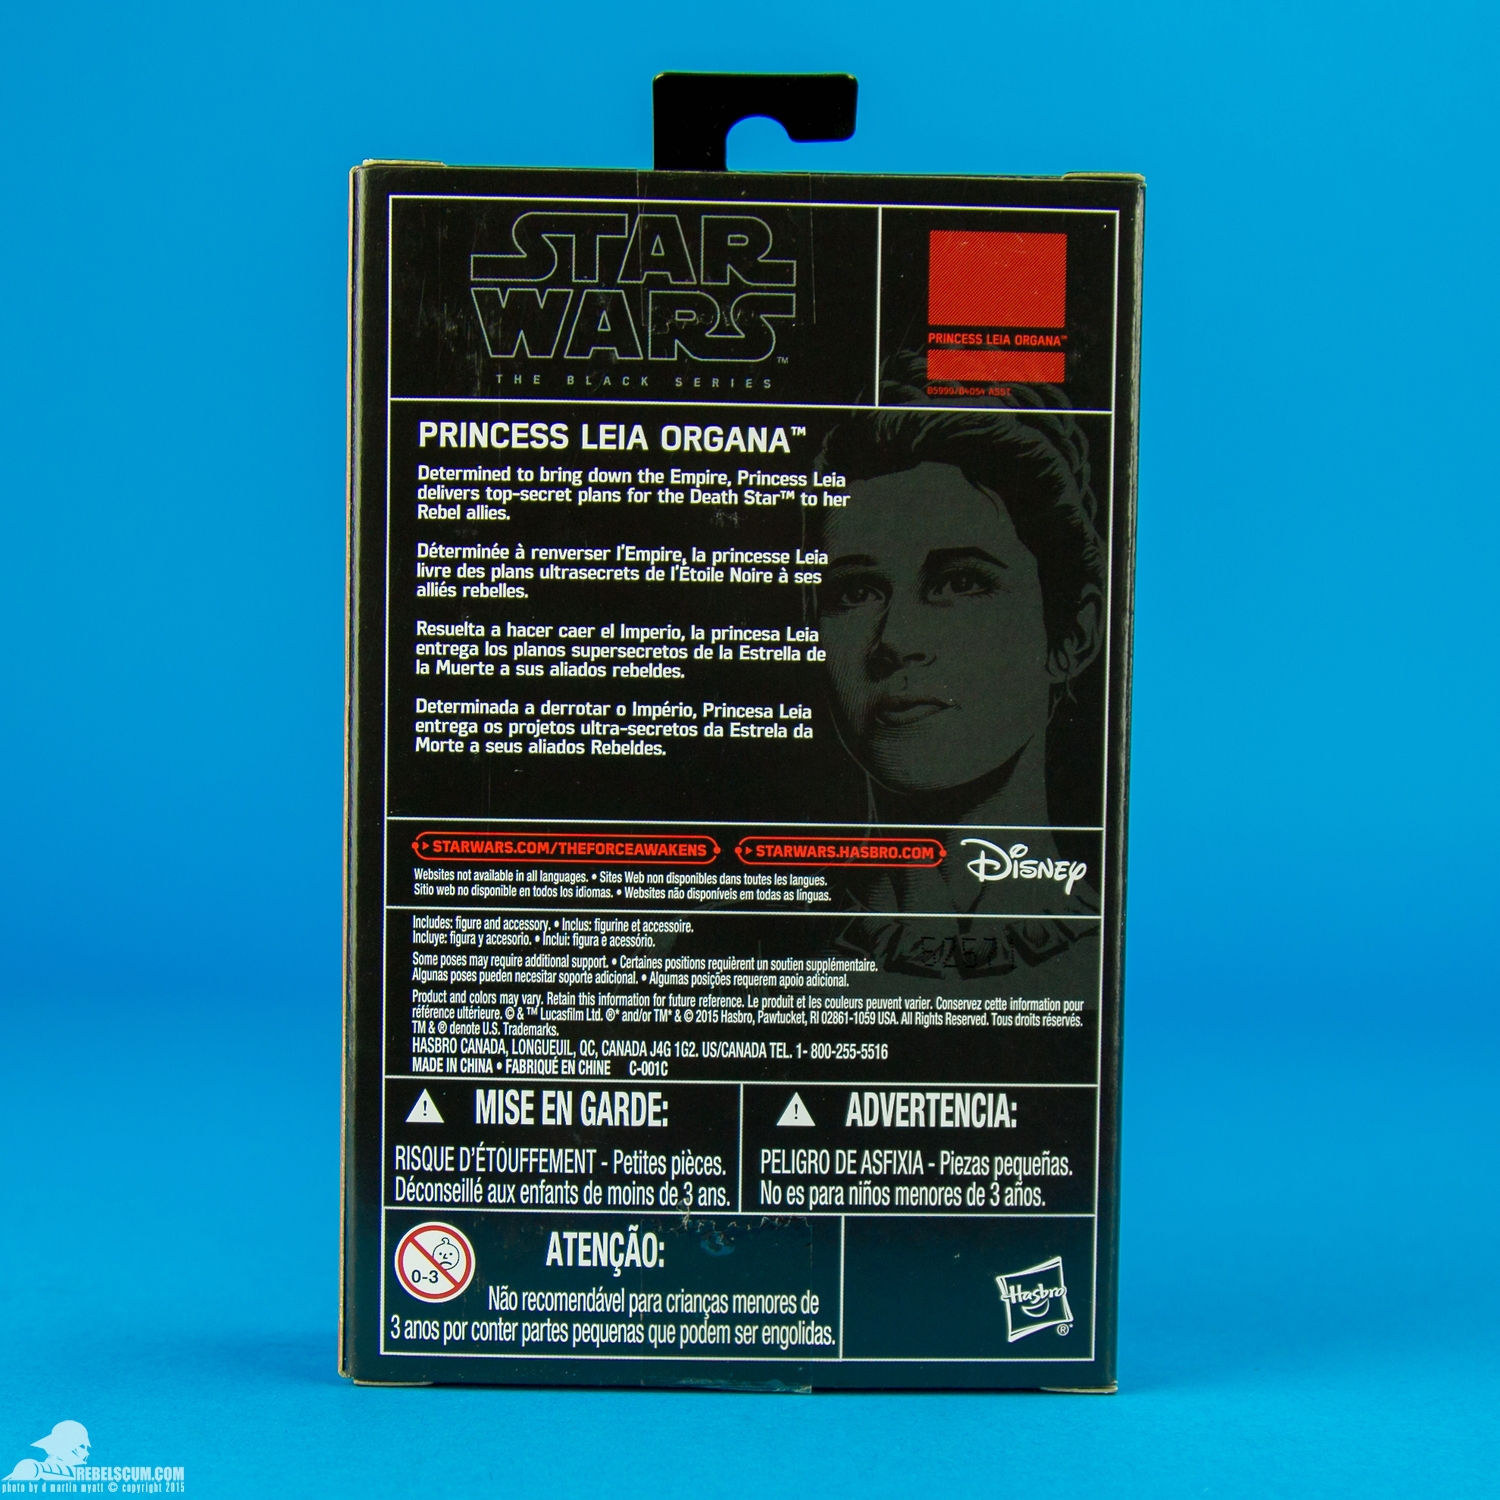 STAR
WARS™
THE BLACK SERIES
PRINCESS LEIA ORGANA™
B5999/B4054 ASST.
PRINCESS LEIA ORGANA™
Determined to bring down the Empire, Princess Leia
delivers top-secret plans for the Death Star™ to her
Rebel allies.
Déterminée à renverser l'Empire, la princesse Leia
livre des plans ultrasecrets de l'Étoile Noire à ses
alliés rebelles.
Resuelta a hacer caer el Imperio, la princesa Leia
entrega los planos supersecretos de la Estrella de
la Muerte a sus aliados rebeldes.
Determinada a derrotar o Império, Princesa Leia
entrega os projetos ultra-secretos da Estrela da
Morte a seus aliados Rebeldes.
STARWARS.COM/THEFORCEAWAKENS
STARWARS.HASBRO.COM
Disney
Websites not available in all languages. • Sites Web non disponibles dans toutes les langues.
Sitio web no disponible en todos los idiomas. • Websites não disponíveis em todas as línguas.
Includes: figure and accessory. • Inclus: figurine et accessoire.
Incluye: figura y accesorio. • Inclui: figura e acessório.
52571
Some poses may require additional support. • Certaines positions requièrent un soutien supplémentaire.
Algunas poses pueden necesitar soporte adicional. • Algumas posições requerem apoio adicional.
Product and colors may vary. Retain this information for future reference. Le produit et les couleurs peuvent varier. Conservez cette information pour
référence ultérieure. © & ™ Lucasfilm Ltd. ®* and/or TM* & © 2015 Hasbro, Pawtucket, RI 02861-1059 USA. All Rights Reserved. Tous droits réservés.
TM & ® denote U.S. Trademarks.
HASBRO CANADA, LONGUEUIL, QC, CANADA J4G 1G2. US/CANADA TEL. 1- 800-255-5516
MADE IN CHINA • FABRIQUÉ EN CHINE C-001C
MISE EN GARDE:
RISQUE D'ÉTOUFFEMENT - Petites pièces.
Déconseillé aux enfants de moins de 3 ans.
ADVERTENCIA:
PELIGRO DE ASFIXIA - Piezas pequeñas.
No es para niños menores de 3 años.
0-3
ATENÇÃO:
Não recomendável para crianças menores de
3 anos por conter partes pequenas que podem ser engolidas.
Hasbro®
REBELSCUM.COM
photo by d martin myatt © copyright 2015